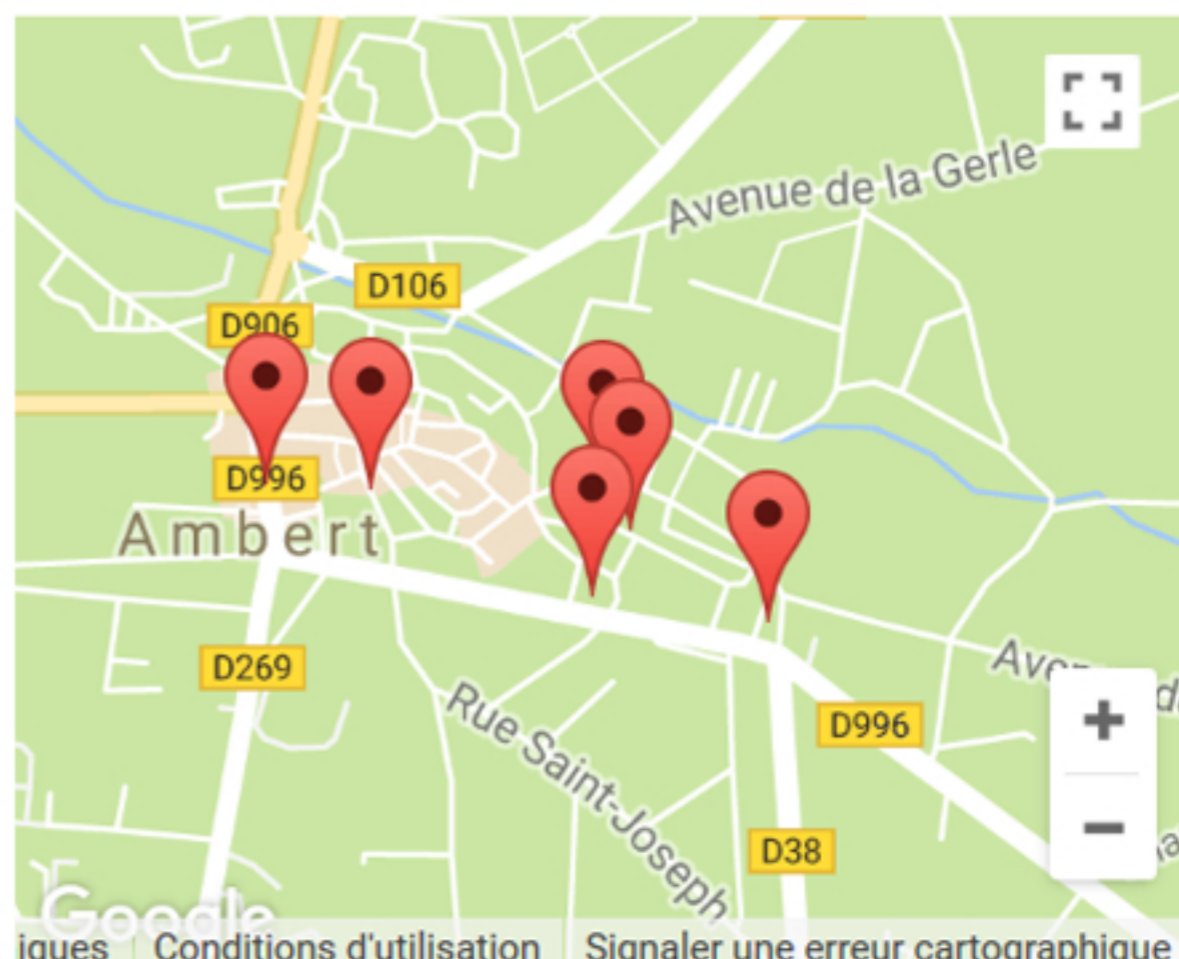 Avenue de la Gerle
D106
D906
D996
Ambert
D269
Rue Saint-Joseph
D996
D38
Google
Conditions d'utilisation
Signaler une erreur cartographique